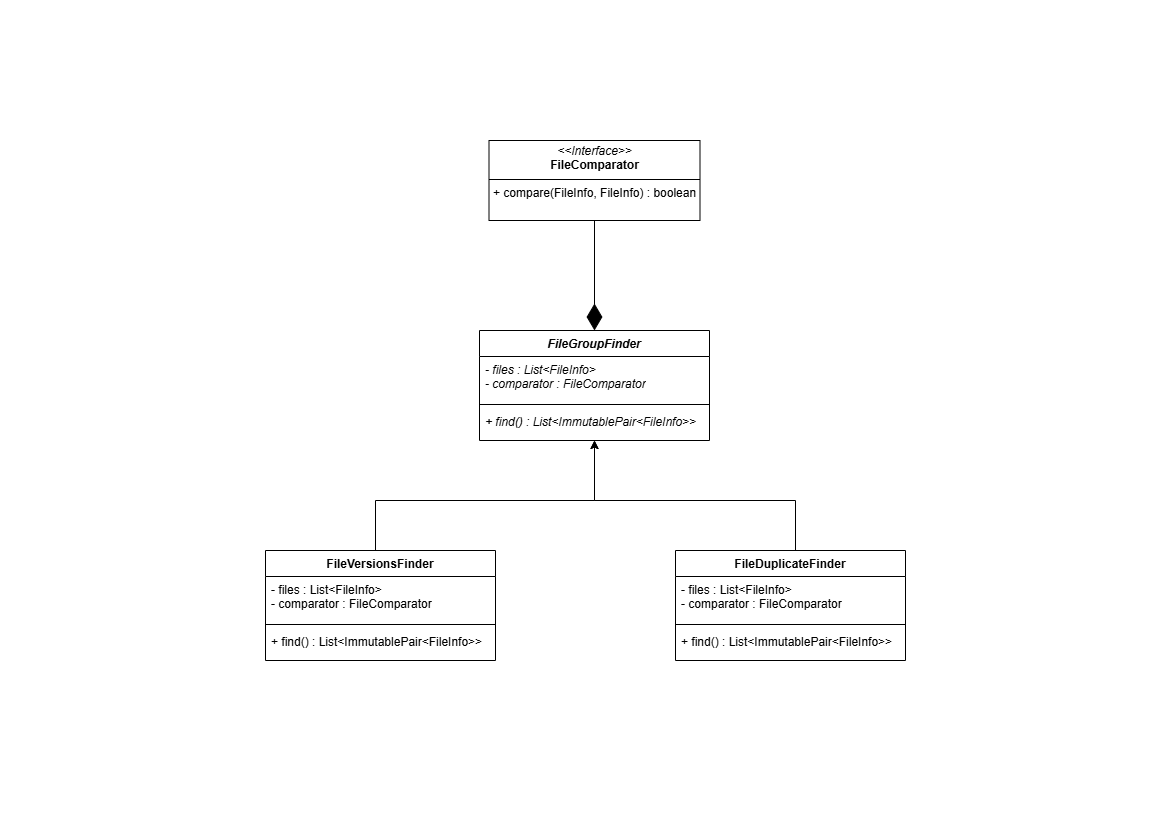 <<Interface>>
FileComparator
+ compare(FileInfo, FileInfo) : boolean
FileGroupFinder
- files : List<FileInfo>
- comparator : FileComparator
+ find() : List<ImmutablePair<FileInfo>>
FileVersionsFinder
- files : List<FileInfo>
- comparator : FileComparator
+ find() : List<ImmutablePair<FileInfo>>
FileDuplicateFinder
- files : List<FileInfo>
- comparator : FileComparator
+ find() : List<ImmutablePair<FileInfo>>